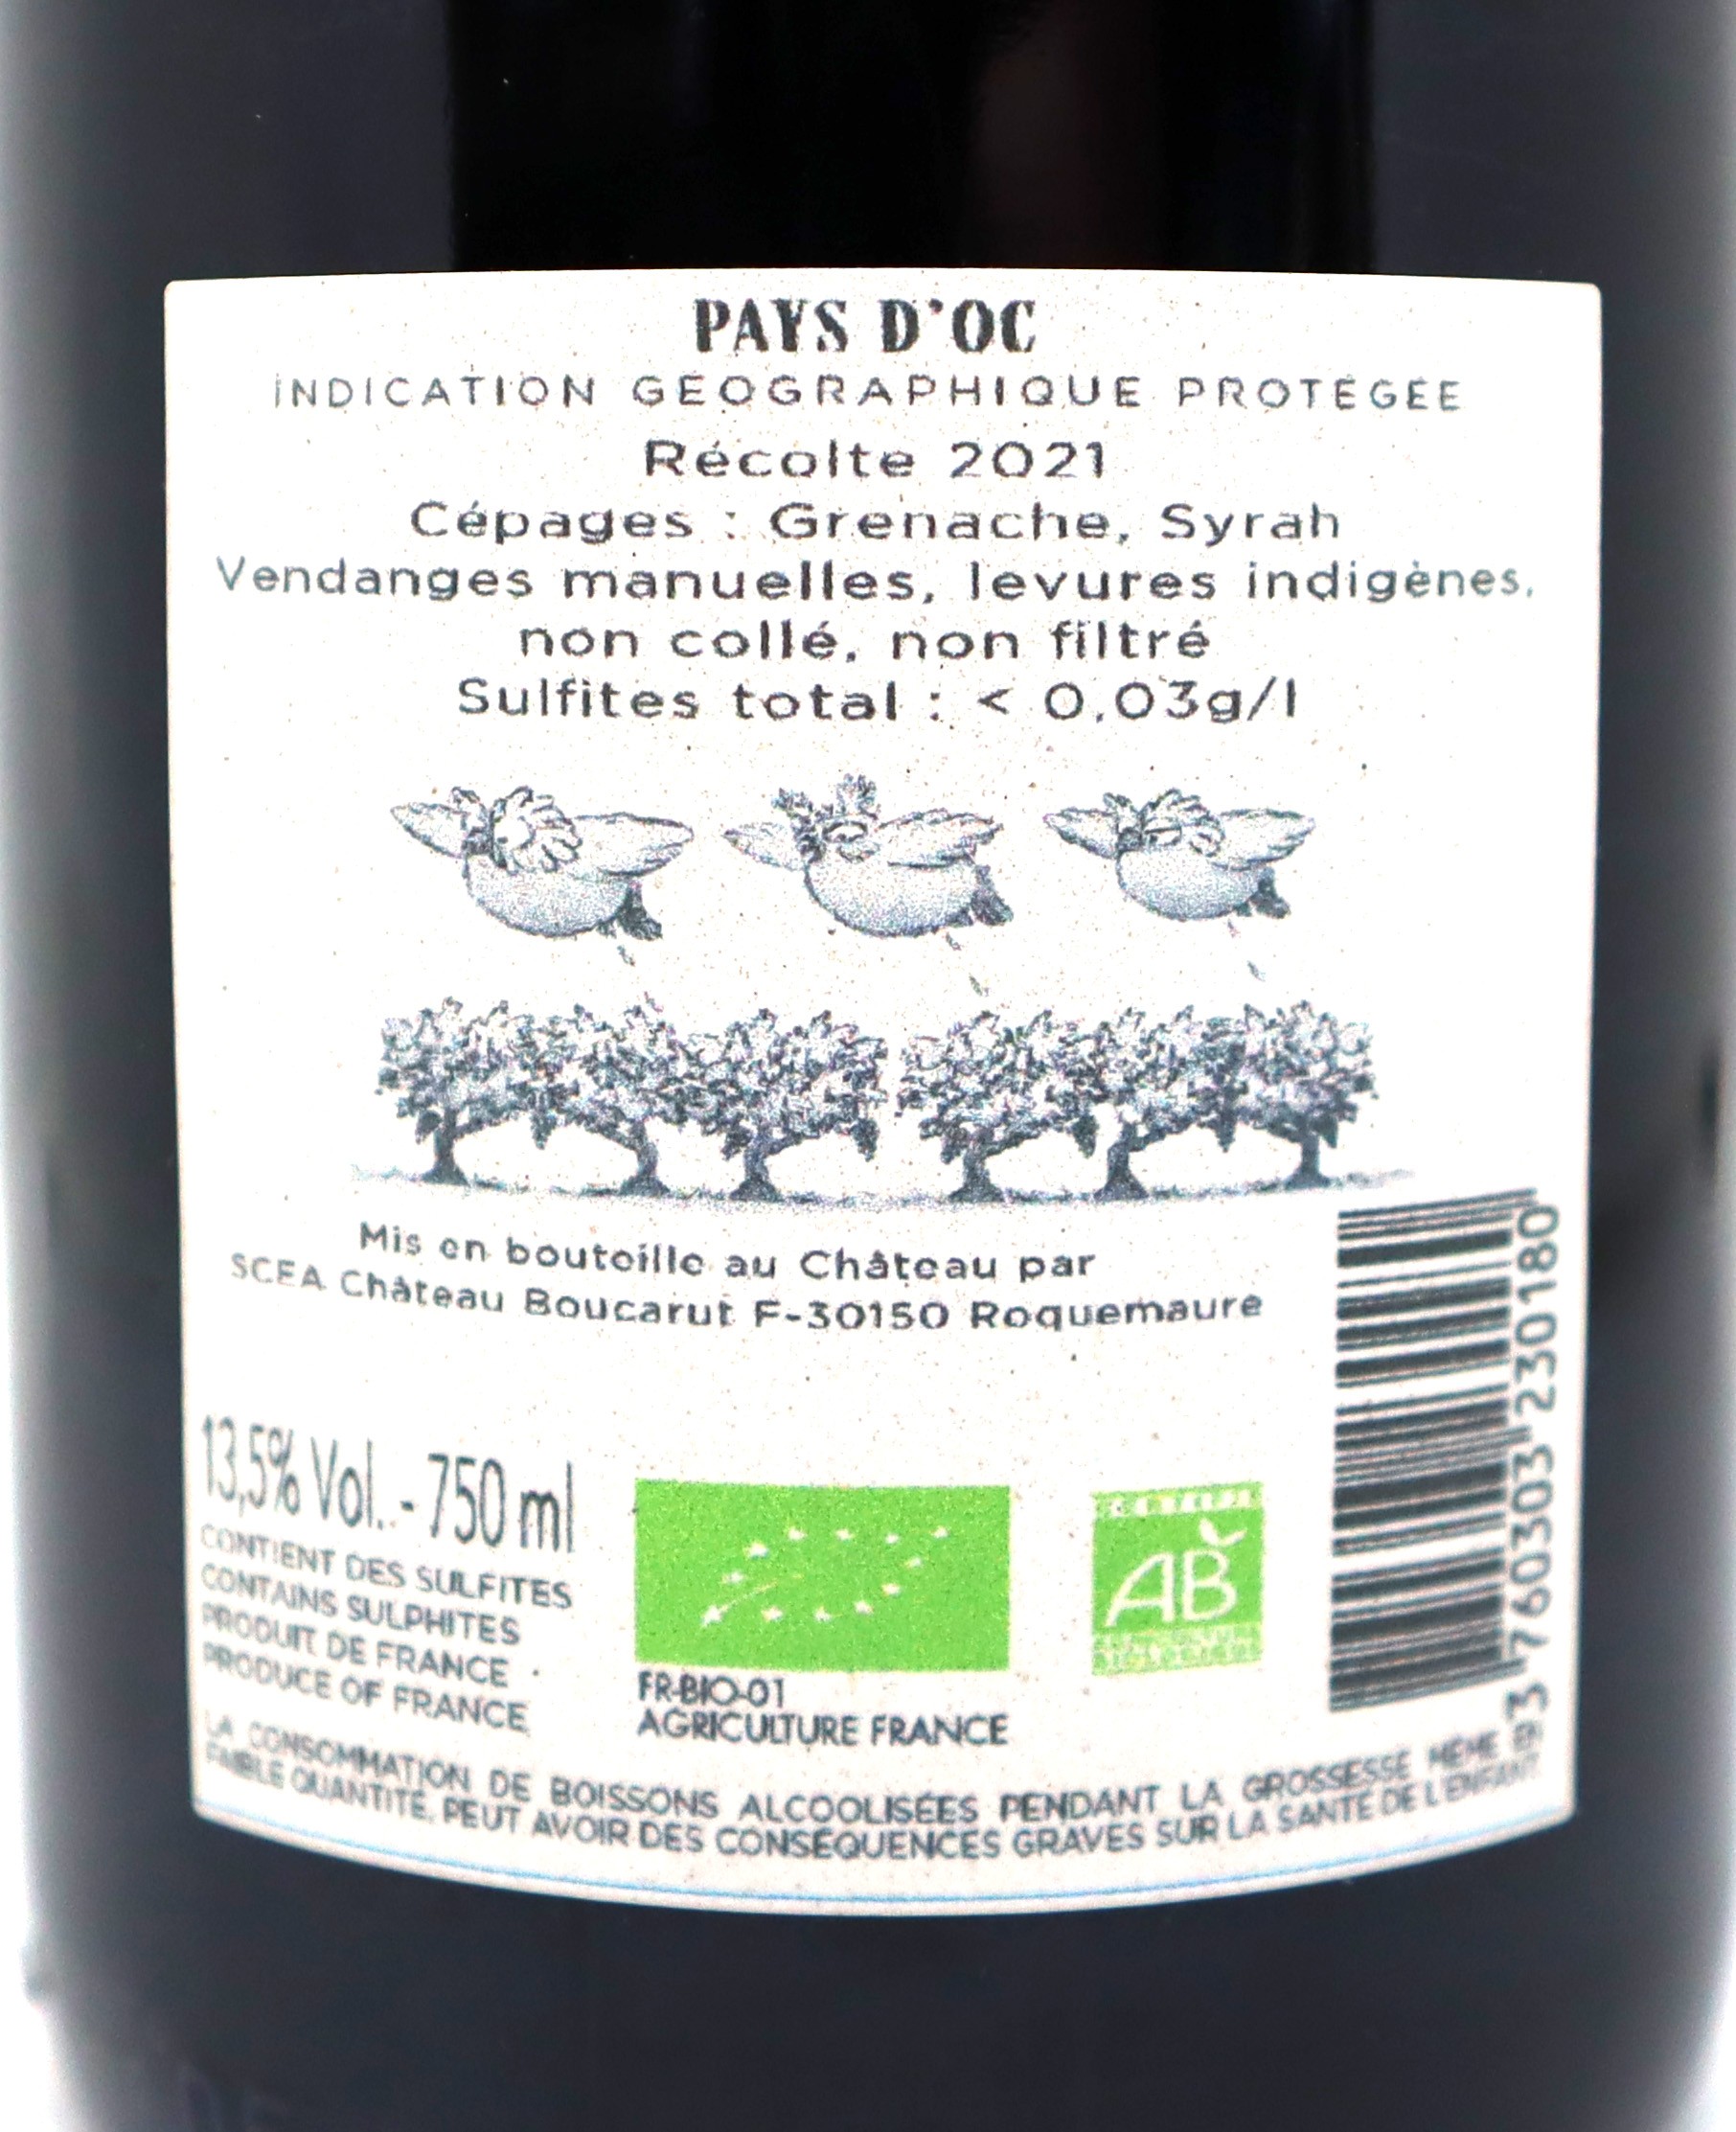 PAYS D'OC
INDICATION GÉOGRAPHIQUE PROTÉGÉE
Récolte 2021
Cépages : Grenache, Syrah
Vendanges manuelles, levures indigènes,
non collé, non filtré
Sulfites total : < 0,03g/l
Mis en bouteille au Château par
SCEA Château Boucarut F-30150 Roquemaure
13,5% Vol. - 750 ml
CONTIENT DES SULFITES
CONTAINS SULPHITES
PRODUIT DE FRANCE
PRODUCE OF FRANCE
FR-BIO-01
AGRICULTURE FRANCE
AB
3 760303 230180
LA CONSOMMATION DE BOISSONS ALCOOLISÉES PENDANT LA GROSSESSE MÊME EN
FAIBLE QUANTITÉ, PEUT AVOIR DES CONSÉQUENCES GRAVES SUR LA SANTÉ DE L'ENFANT